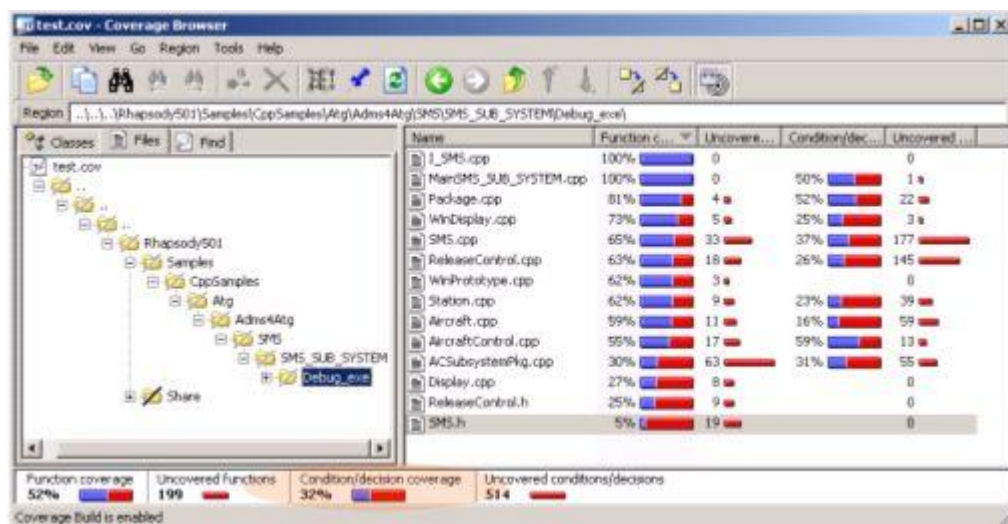 test.cov - Coverage Browser
File Edit View Go Region Tools Help
Region ..\..\..\Rhapsody501\Samples\CppSamples\Atg\Adms4Atg\SMS\SMS_SUB_SYSTEM\Debug_exe\
Classes Files Find
test.cov
..
..
..
Rhapsody501
Samples
CppSamples
Atg
Adms4Atg
SMS
SMS_SUB_SYSTEM
Debug_exe
Share
Name Function c... Uncovere... Condition/dec... Uncovered ...
I_SMS.cpp 100% 0 0
MainSMS_SUB_SYSTEM.cpp 100% 0 50% 1
Package.cpp 81% 4 52% 22
WinDisplay.cpp 73% 5 25% 3
SMS.cpp 65% 33 37% 177
ReleaseControl.cpp 63% 18 26% 145
WinPrototype.cpp 62% 3 0
Station.cpp 62% 9 23% 39
Aircraft.cpp 59% 11 16% 59
AircraftControl.cpp 55% 17 59% 13
ACSubsystemPkg.cpp 30% 63 31% 55
Display.cpp 27% 8 0
ReleaseControl.h 25% 9 0
SMS.h 5% 19 0
Function coverage Uncovered functions Condition/decision coverage Uncovered conditions/decisions
52% 199 32% 514
Coverage Build is enabled